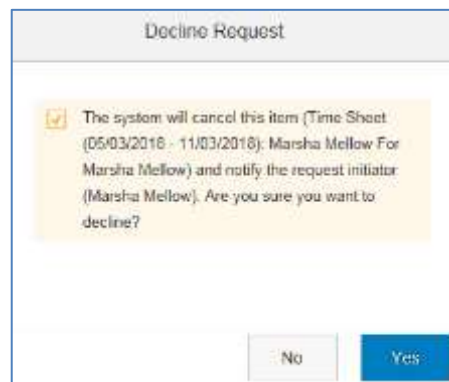 Decline Request
The system will cancel this item (Time Sheet
(05/03/2018 - 11/03/2018): Marsha Mellow For
Marsha Mellow) and notify the request initiator
(Marsha Mellow). Are you sure you want to
decline?
No Yes